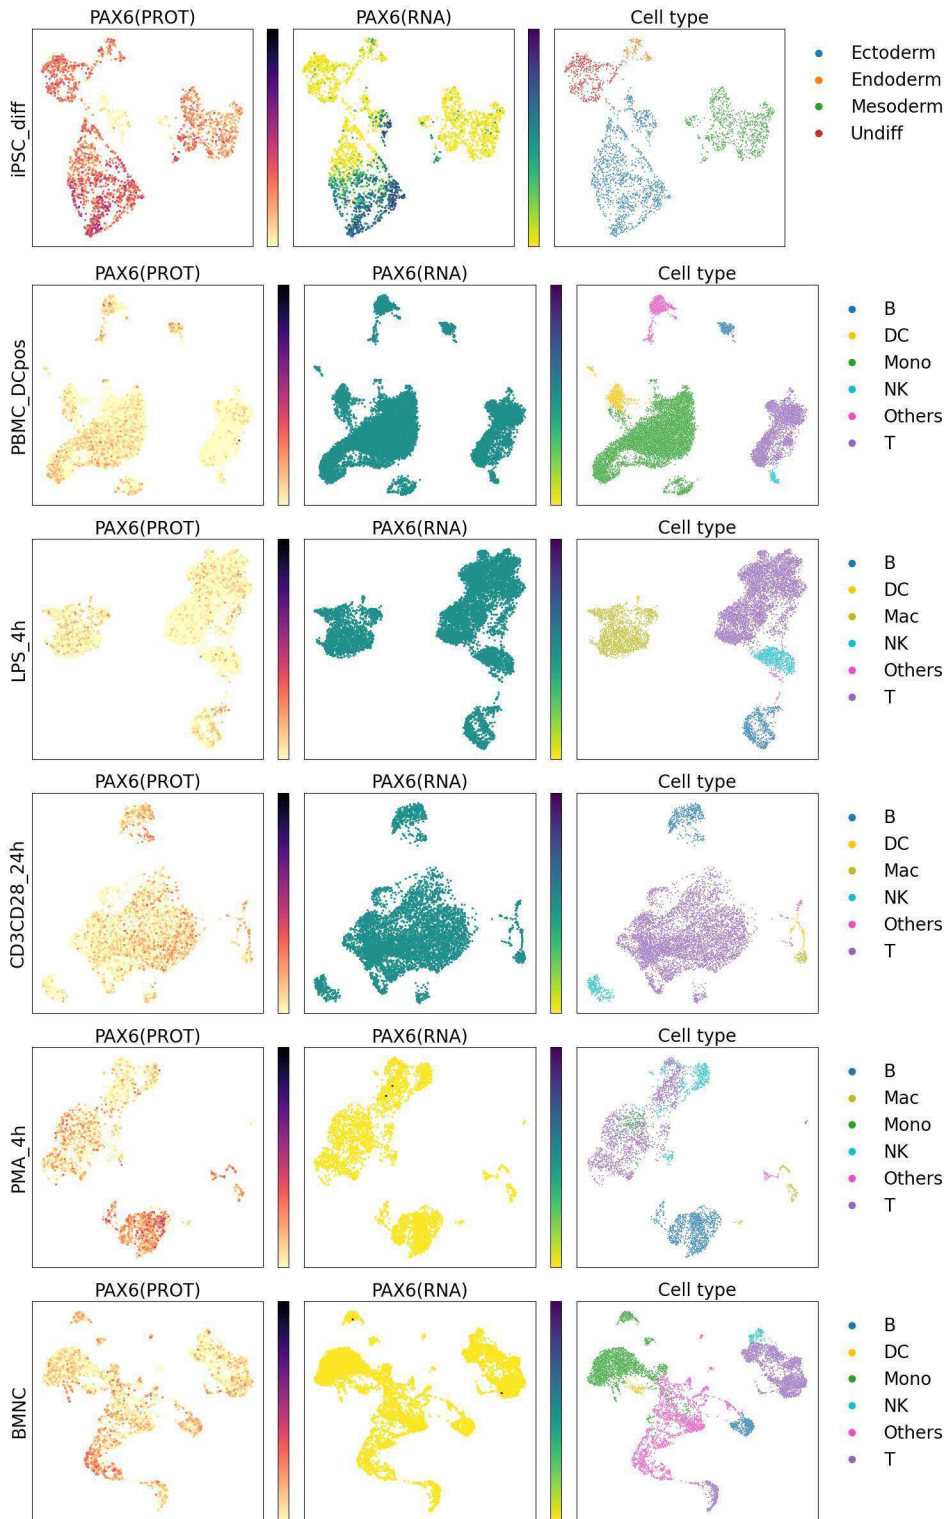 PAX6(PROT) PAX6(RNA) Cell type
iPSC_diff
Ectoderm
Endoderm
Mesoderm
Undiff
PAX6(PROT) PAX6(RNA) Cell type
PBMC_DCpos
B
DC
Mono
NK
Others
T
PAX6(PROT) PAX6(RNA) Cell type
LPS_4h
B
DC
Mac
NK
Others
T
PAX6(PROT) PAX6(RNA) Cell type
CD3CD28_24h
B
DC
Mac
NK
Others
T
PAX6(PROT) PAX6(RNA) Cell type
PMA_4h
B
Mac
Mono
NK
Others
T
PAX6(PROT) PAX6(RNA) Cell type
BMNC
B
DC
Mono
NK
Others
T